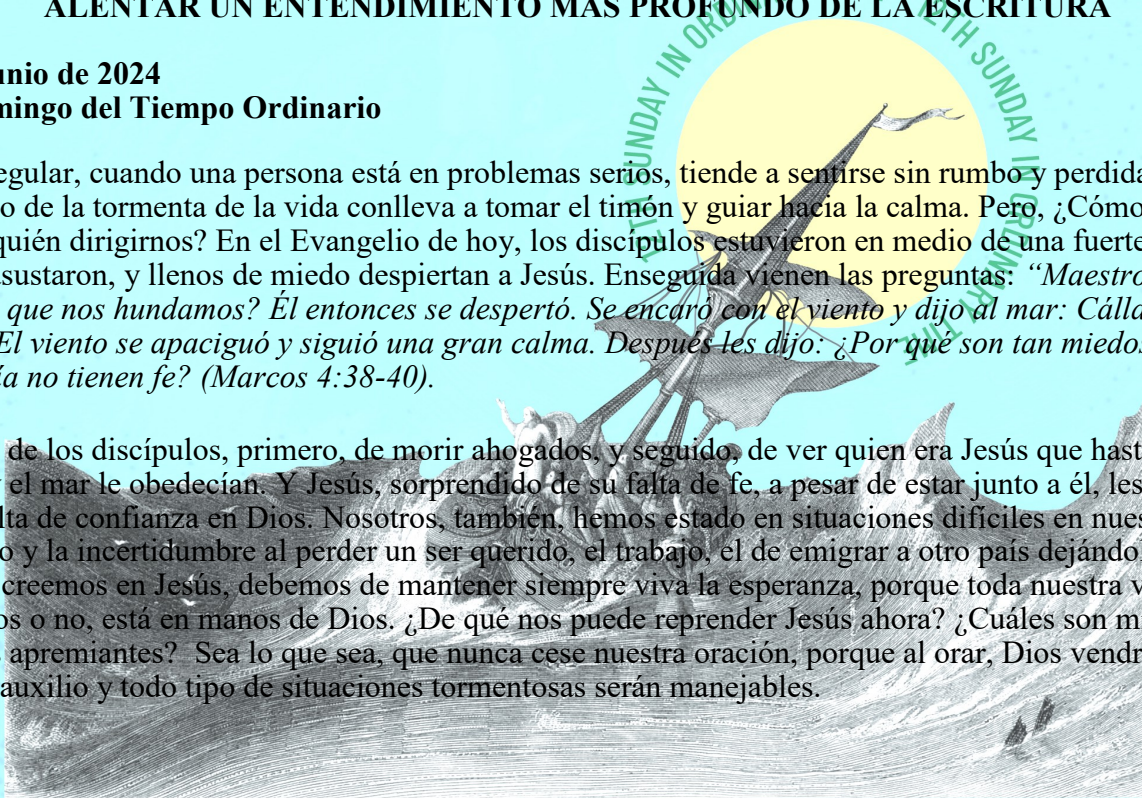 ALENTAR UN ENTENDIMIENTO MAS PROFUNDO DE LA ESCRITURA
unio de 2024
mingo del Tiempo Ordinario
egular, cuando una persona está en problemas serios, tiende a sentirse sin rumbo y perdida
o de la tormenta de la vida conlleva a tomar el timón y guiar hacia la calma. Pero, ¿Cómo
quién dirigirnos? En el Evangelio de hoy, los discípulos estuvieron en medio de una fuerte
sustaron, y llenos de miedo despiertan a Jesús. Enseguida vienen las preguntas: “Maestro
que nos hundamos? Él entonces se despertó. Se encaró con el viento y dijo al mar: Cálla
El viento se apaciguó y siguió una gran calma. Después les dijo: ¿Por qué son tan miedos
ía no tienen fe? (Marcos 4:38-40).
de los discípulos, primero, de morir ahogados, y seguido, de ver quien era Jesús que hast
y el mar le obedecían. Y Jesús, sorprendido de su falta de fe, a pesar de estar junto a él, les
lta de confianza en Dios. Nosotros, también, hemos estado en situaciones difíciles en nues
o y la incertidumbre al perder un ser querido, el trabajo, el de emigrar a otro país dejándo
creemos en Jesús, debemos de mantener siempre viva la esperanza, porque toda nuestra v
os o no, está en manos de Dios. ¿De qué nos puede reprender Jesús ahora? ¿Cuáles son m
apremiantes? Sea lo que sea, que nunca cese nuestra oración, porque al orar, Dios vendr
auxilio y todo tipo de situaciones tormentosas serán manejables.
TH SUNDAY IN ORDIN
12TH SUNDAY IN ORDINARY TIME